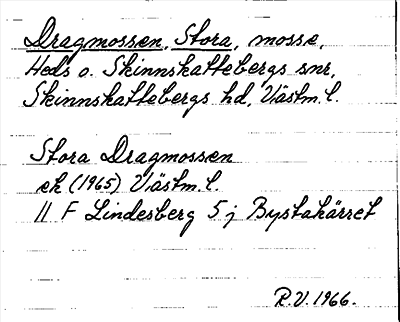 Dragmossen, Stora, mosse,
Heds o. Skinnskattebergs snr,
Skinnskattebergs hd, Västm. l.
Stora Dragmossen
ek (1965) Västm. l.
11 F Lindesberg 5 j Bystakärret
R.V. 1966.